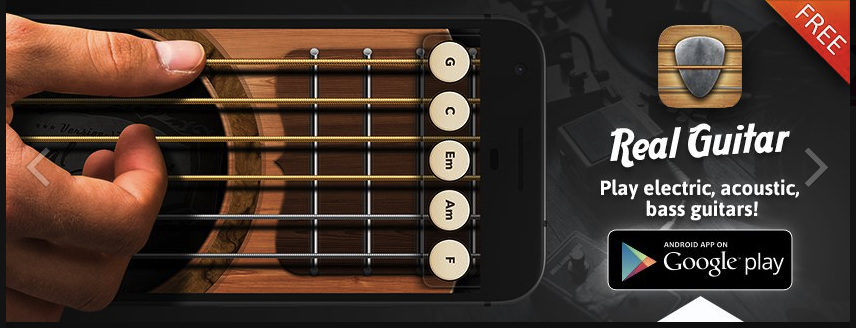 FREE
G
C
Em
Am
F
Real Guitar
Play electric, acoustic,
bass guitars!
ANDROID APP ON
Google play